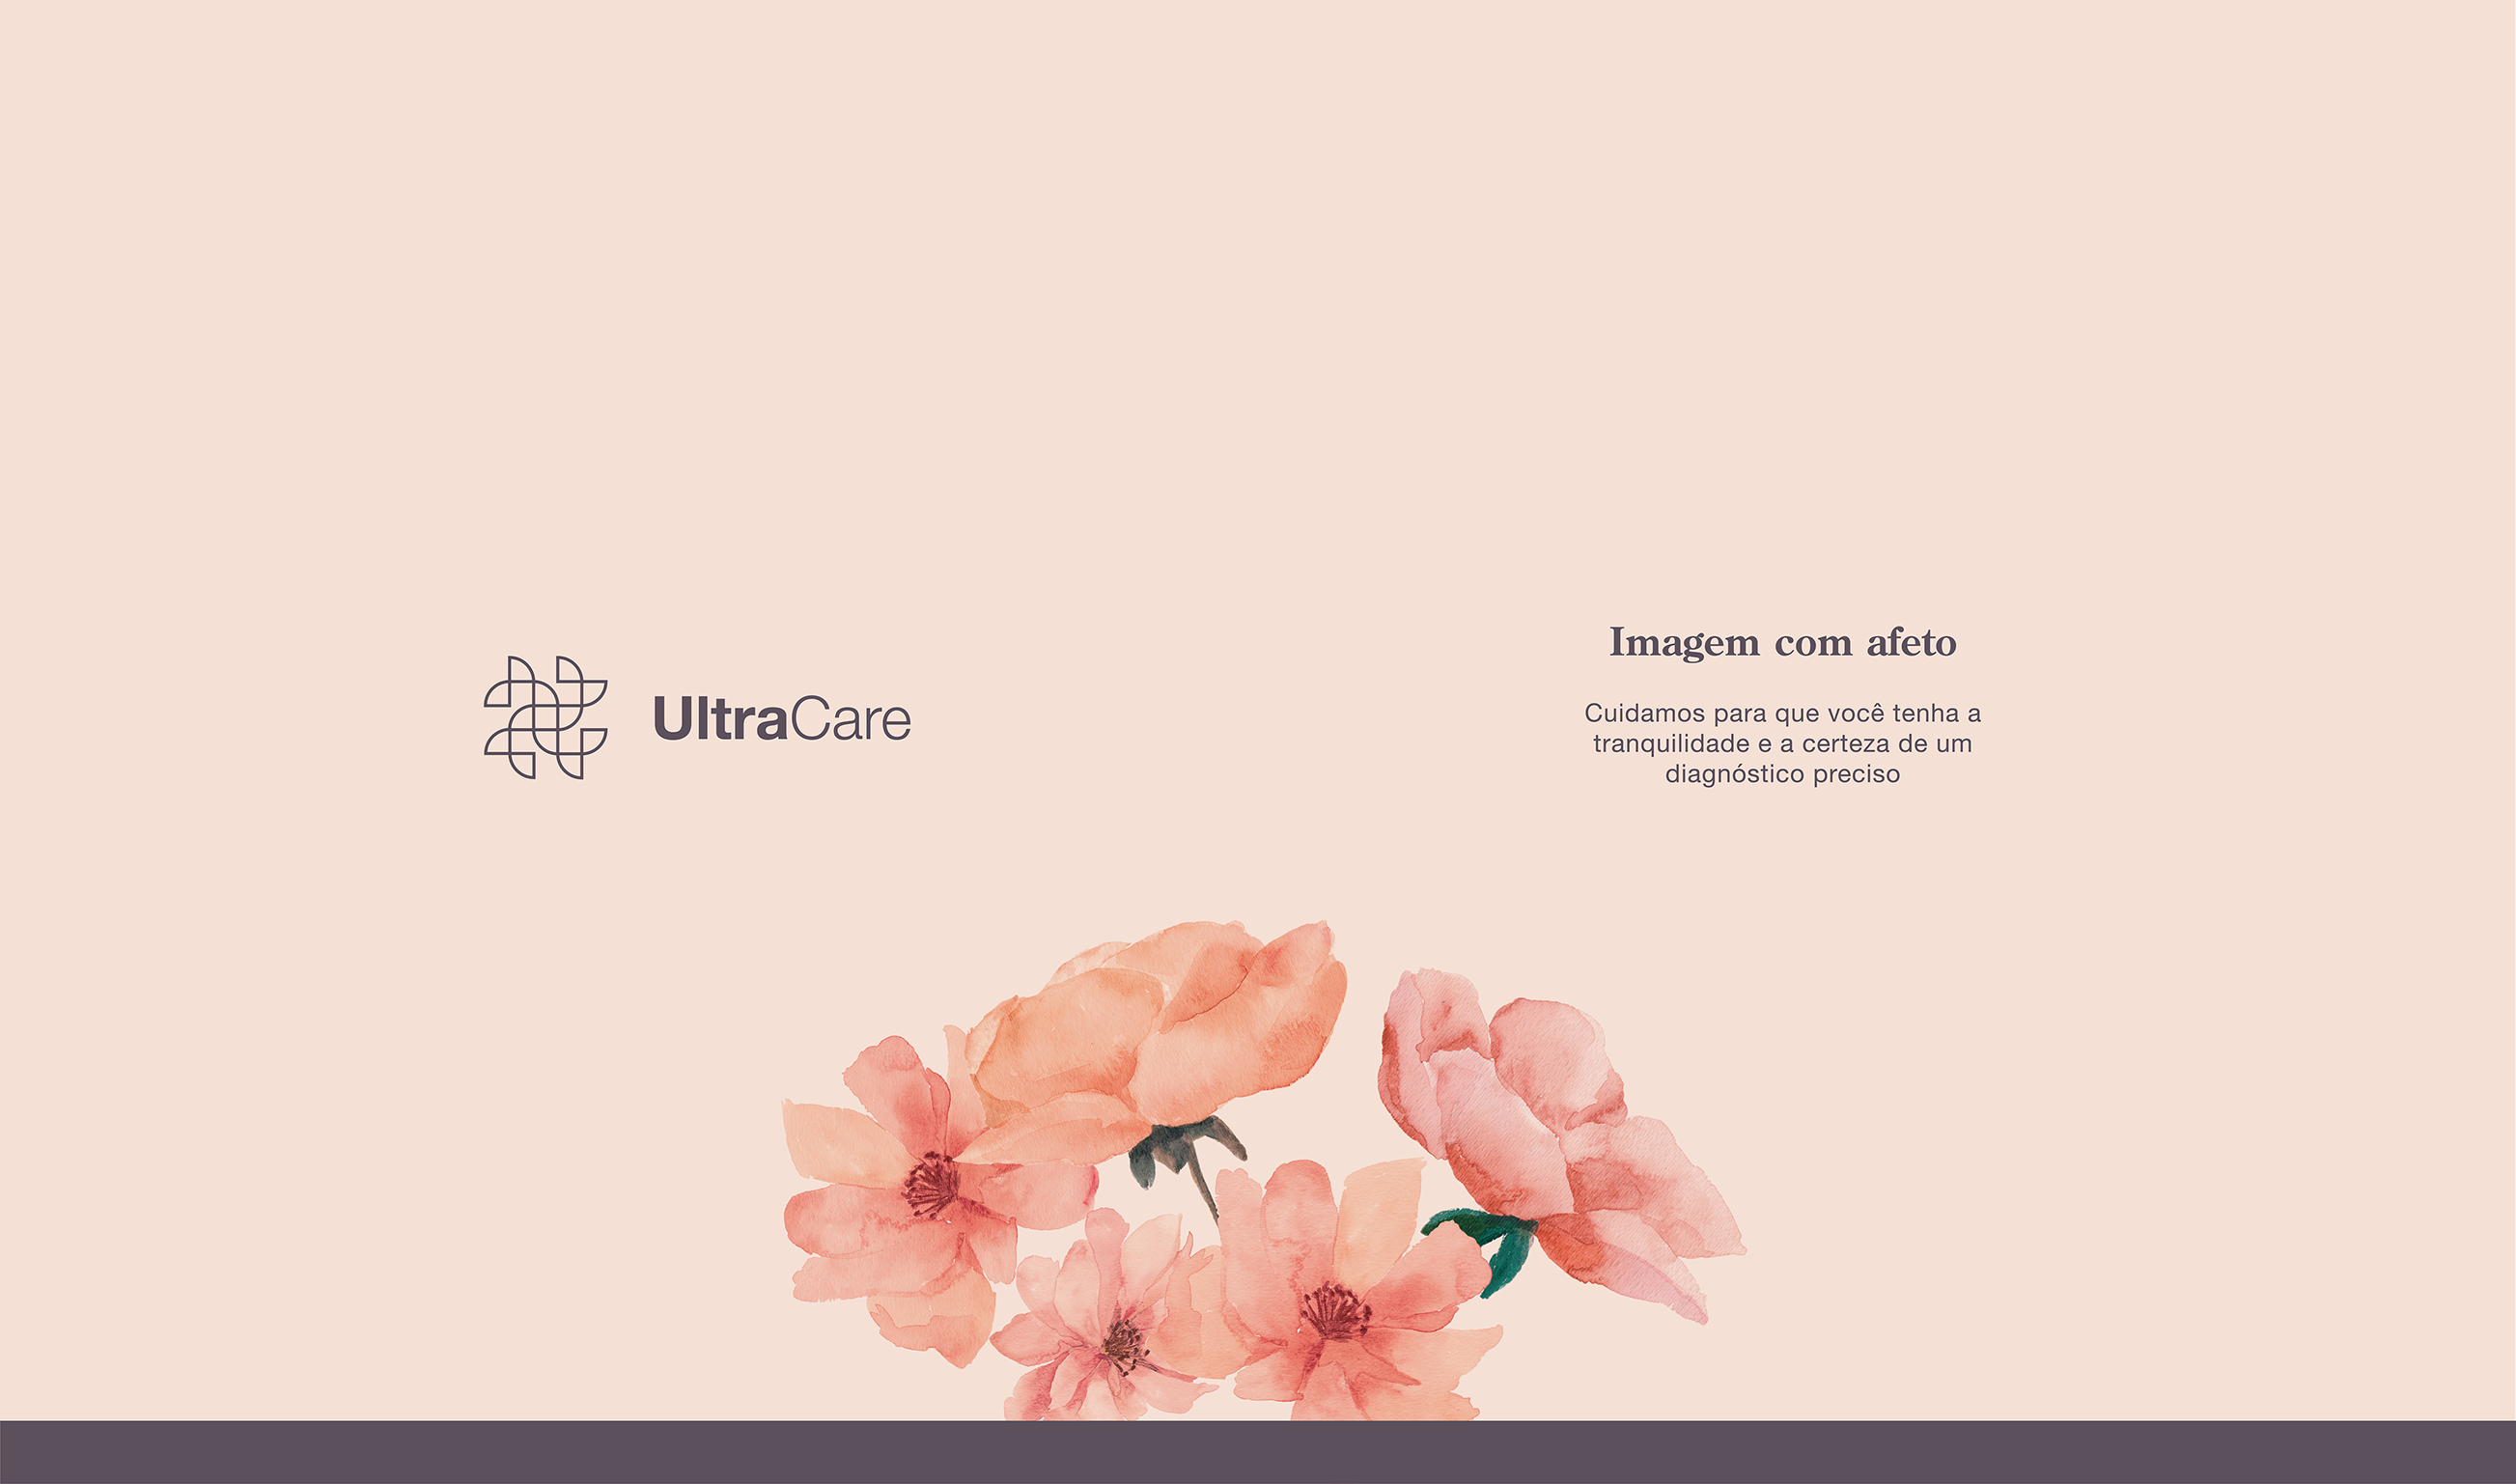 UltraCare
Imagem com afeto
Cuidamos para que você tenha a
tranquilidade e a certeza de um
diagnóstico preciso